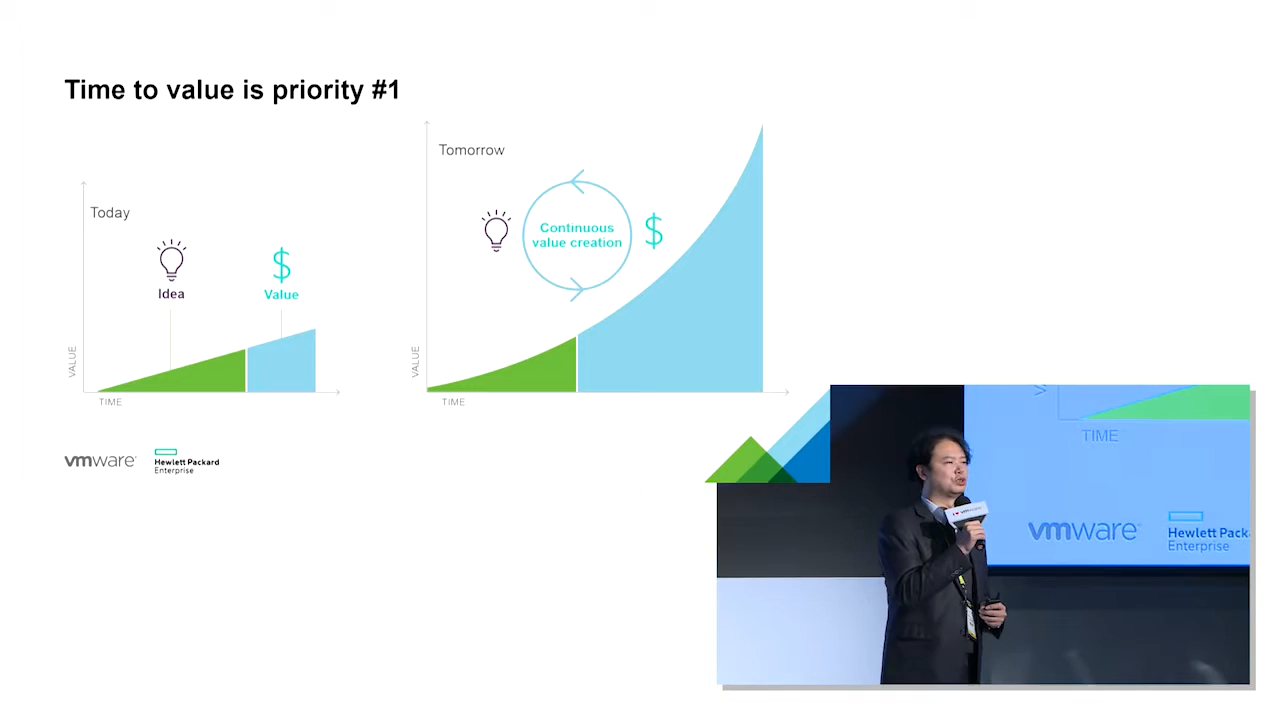 Time to value is priority #1
Today
Idea
Value
VALUE
TIME
Tomorrow
Continuous
value creation
VALUE
TIME
vmware
Hewlett Packard
Enterprise
TIME
I ♥ vmware
vmware
Hewlett Pack
Enterprise